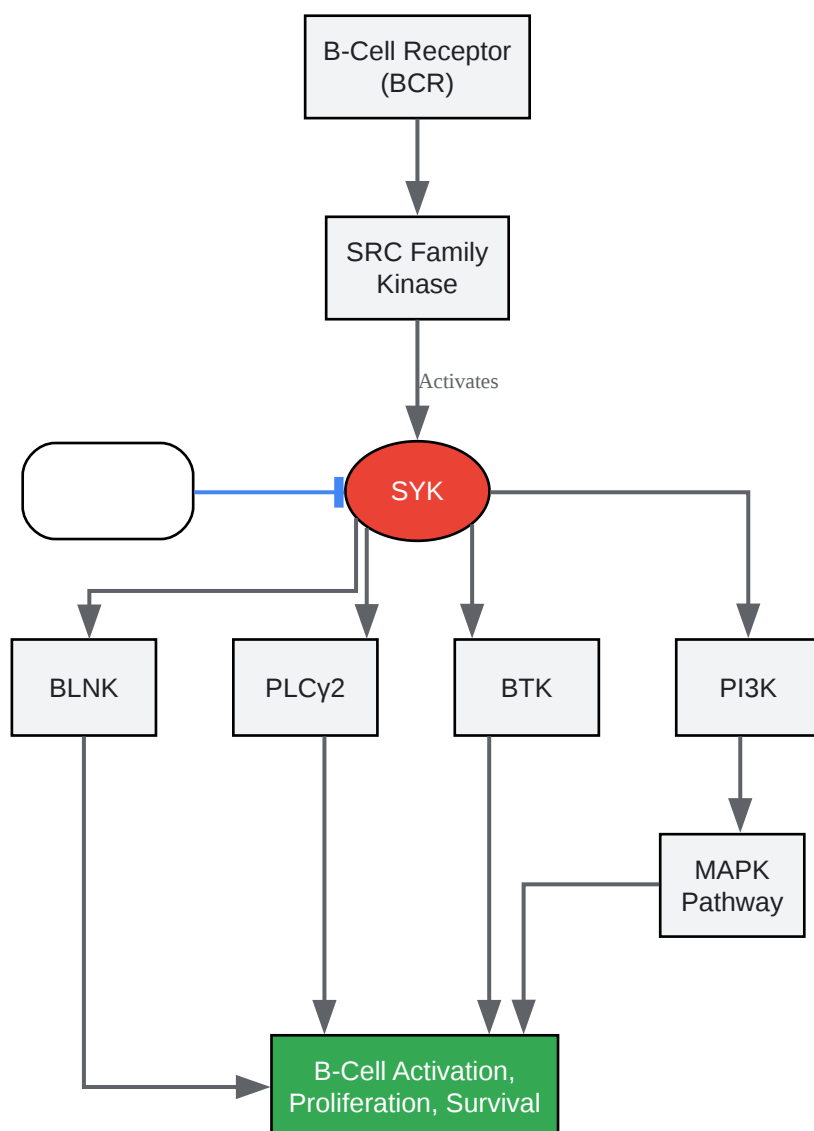 B-Cell Receptor
(BCR)
SRC Family
Kinase
Activates
SYK
BLNK
PLCγ2
BTK
PI3K
MAPK
Pathway
B-Cell Activation,
Proliferation, Survival